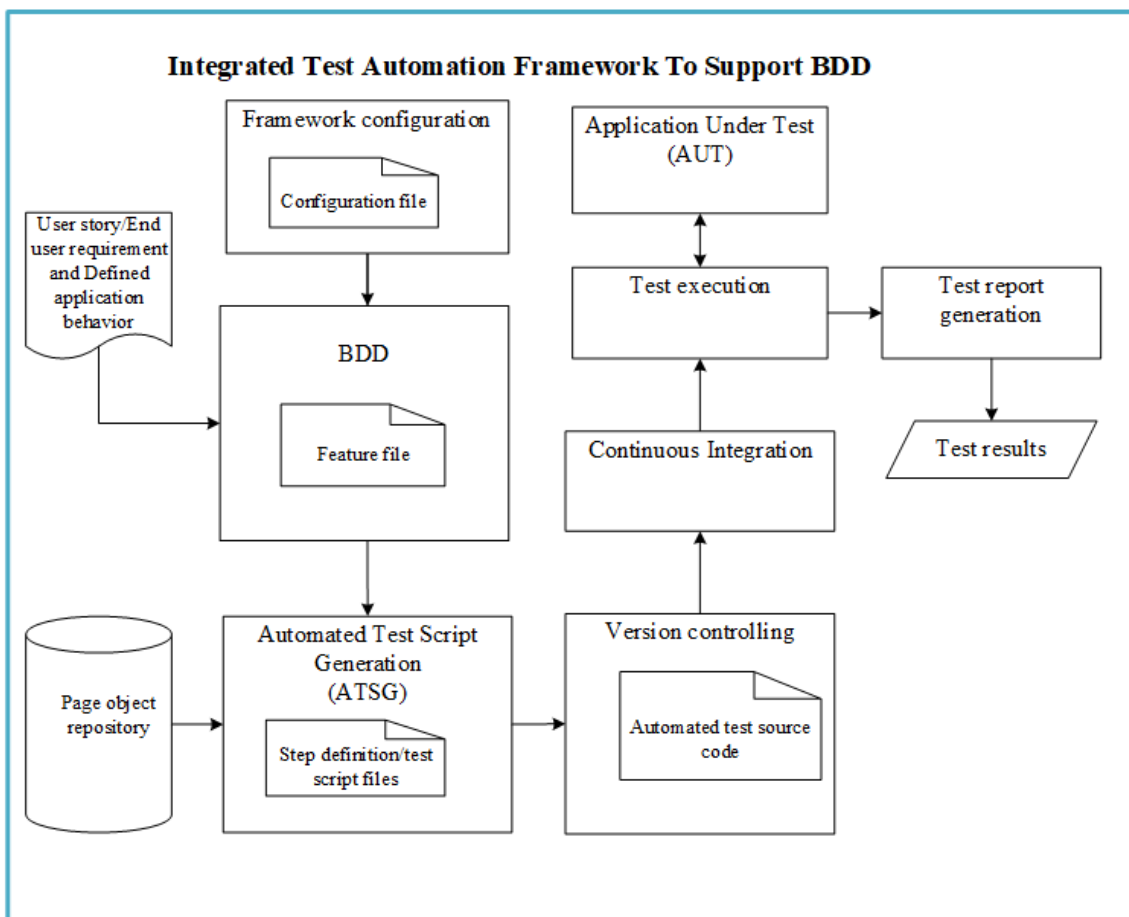 Integrated Test Automation Framework To Support BDD
Framework configuration
Configuration file
User story/End
user requirement
and Defined
application
behavior
BDD
Feature file
Page object
repository
Automated Test Script
Generation
(ATSG)
Step definition/test
script files
Version controlling
Automated test source
code
Continuous Integration
Test execution
Application Under Test
(AUT)
Test report
generation
Test results